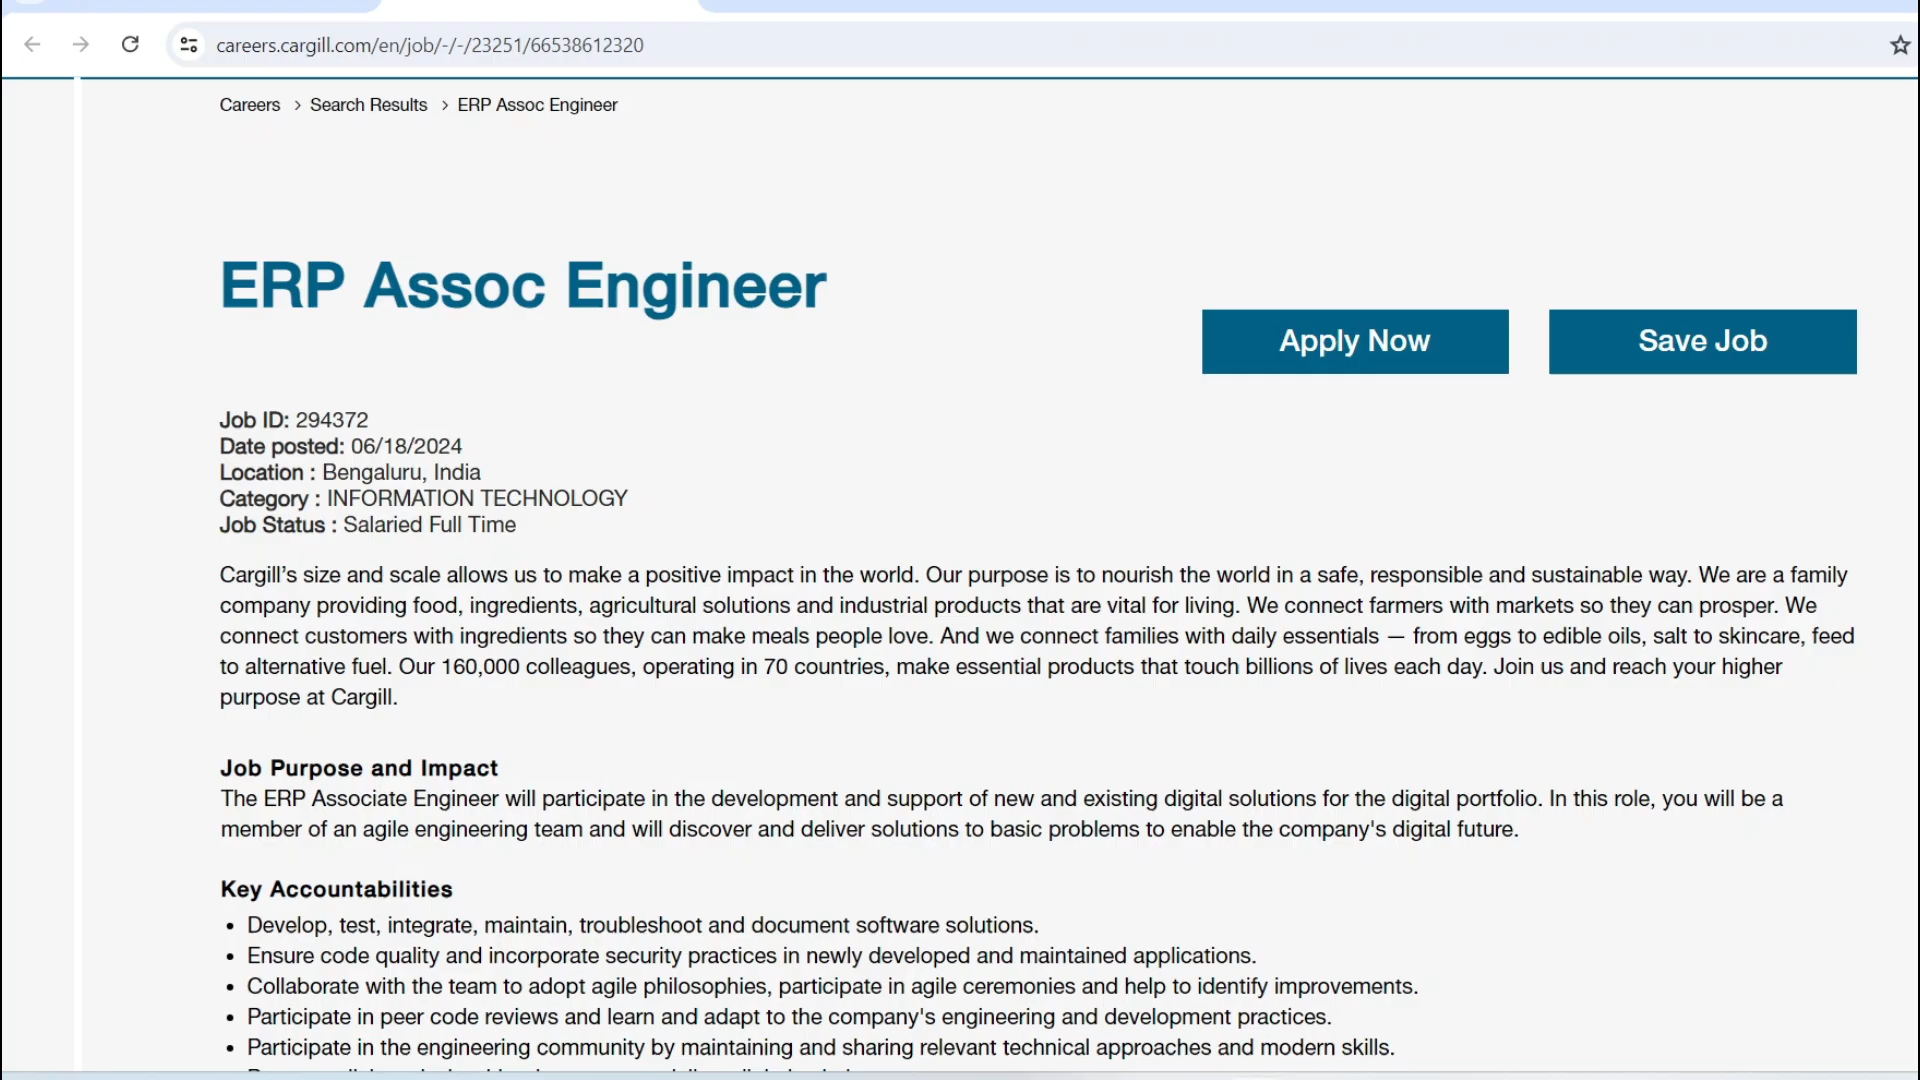 careers.cargill.com/en/job/-/-/23251/66538612320
Careers > Search Results > ERP Assoc Engineer
ERP Assoc Engineer
Apply Now
Save Job
Job ID: 294372
Date posted: 06/18/2024
Location : Bengaluru, India
Category : INFORMATION TECHNOLOGY
Job Status : Salaried Full Time
Cargill’s size and scale allows us to make a positive impact in the world. Our purpose is to nourish the world in a safe, responsible and sustainable way. We are a family
company providing food, ingredients, agricultural solutions and industrial products that are vital for living. We connect farmers with markets so they can prosper. We
connect customers with ingredients so they can make meals people love. And we connect families with daily essentials — from eggs to edible oils, salt to skincare, feed
to alternative fuel. Our 160,000 colleagues, operating in 70 countries, make essential products that touch billions of lives each day. Join us and reach your higher
purpose at Cargill.
Job Purpose and Impact
The ERP Associate Engineer will participate in the development and support of new and existing digital solutions for the digital portfolio. In this role, you will be a
member of an agile engineering team and will discover and deliver solutions to basic problems to enable the company's digital future.
Key Accountabilities
• Develop, test, integrate, maintain, troubleshoot and document software solutions.
• Ensure code quality and incorporate security practices in newly developed and maintained applications.
• Collaborate with the team to adopt agile philosophies, participate in agile ceremonies and help to identify improvements.
• Participate in peer code reviews and learn and adapt to the company's engineering and development practices.
• Participate in the engineering community by maintaining and sharing relevant technical approaches and modern skills.